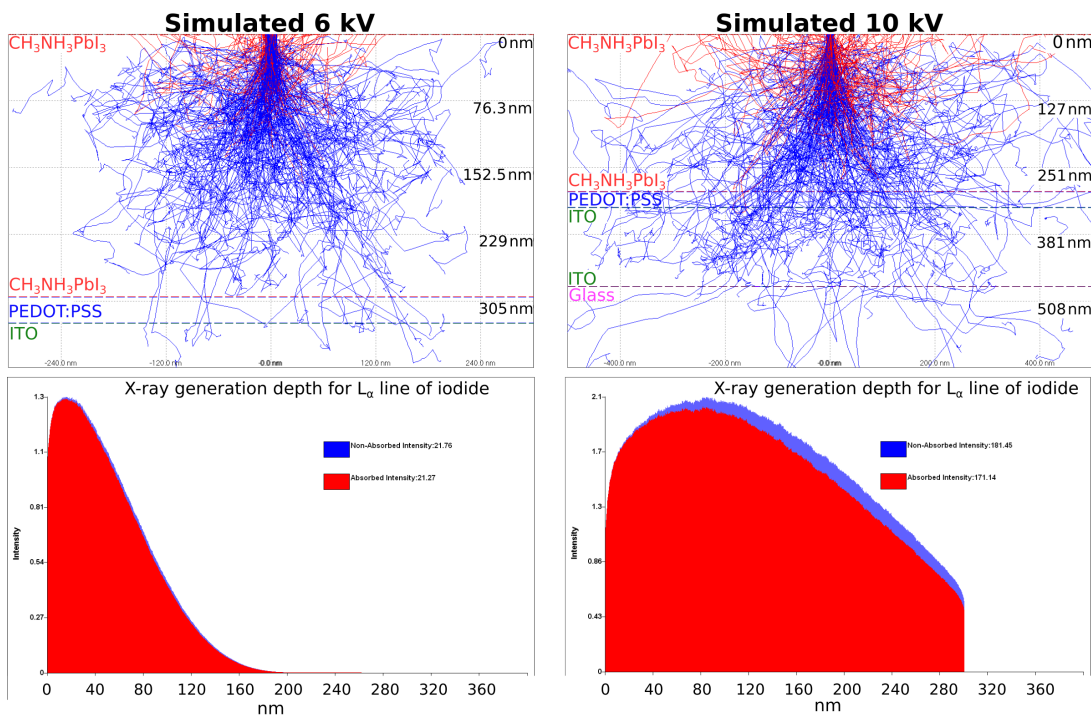 Simulated 6 kV
CH₃NH₃PbI₃
0 nm
76.3 nm
152.5 nm
229 nm
CH₃NH₃PbI₃
305 nm
PEDOT:PSS
ITO
-240.0 nm
-120.0 nm
-0.0 nm
120.0 nm
240.0 nm
Simulated 10 kV
CH₃NH₃PbI₃
0 nm
127 nm
251 nm
CH₃NH₃PbI₃
PEDOT:PSS
ITO
381 nm
ITO
Glass
508 nm
-400.0 nm
-200.0 nm
-0.0 nm
200.0 nm
400.0 nm
X-ray generation depth for Lα line of iodide
1.3
1.1
0.81
0.54
0.27
0
Intensity
Non-Absorbed Intensity:21.76
Absorbed Intensity:21.27
0 40 80 120 160 200 240 280 320 360
nm
X-ray generation depth for Lα line of iodide
2.1
1.7
1.3
0.86
0.43
0
Intensity
Non-Absorbed Intensity:181.45
Absorbed Intensity:171.14
0 40 80 120 160 200 240 280 320 360
nm